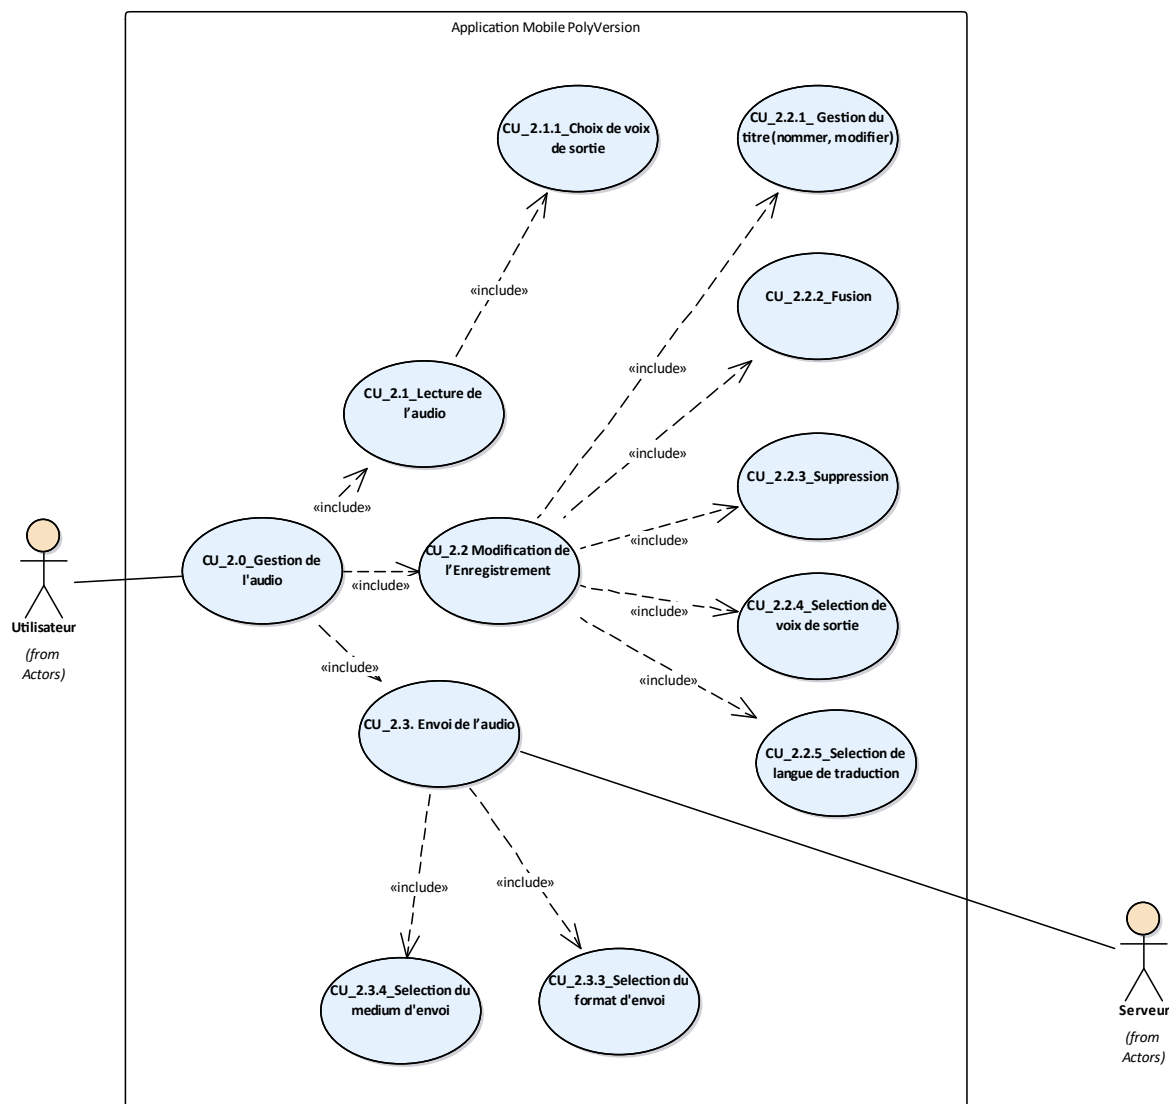 Application Mobile PolyVersion
CU_2.1.1_Choix de voix
de sortie
CU_2.2.1_ Gestion du
titre (nommer, modifier)
«include»
CU_2.2.2_Fusion
«include»
CU_2.1_Lecture de
l'audio
«include»
CU_2.2.3_Suppression
«include»
«include»
CU_2.0_Gestion de
l'audio
CU_2.2 Modification de
l'Enregistrement
«include»
«include»
CU_2.2.4_Selection de
voix de sortie
Utilisateur
(from
Actors)
«include»
«include»
CU_2.3. Envoi de l'audio
CU_2.2.5_Selection de
langue de traduction
«include»
«include»
CU_2.3.4_Selection du
medium d'envoi
CU_2.3.3_Selection du
format d'envoi
Serveur
(from
Actors)